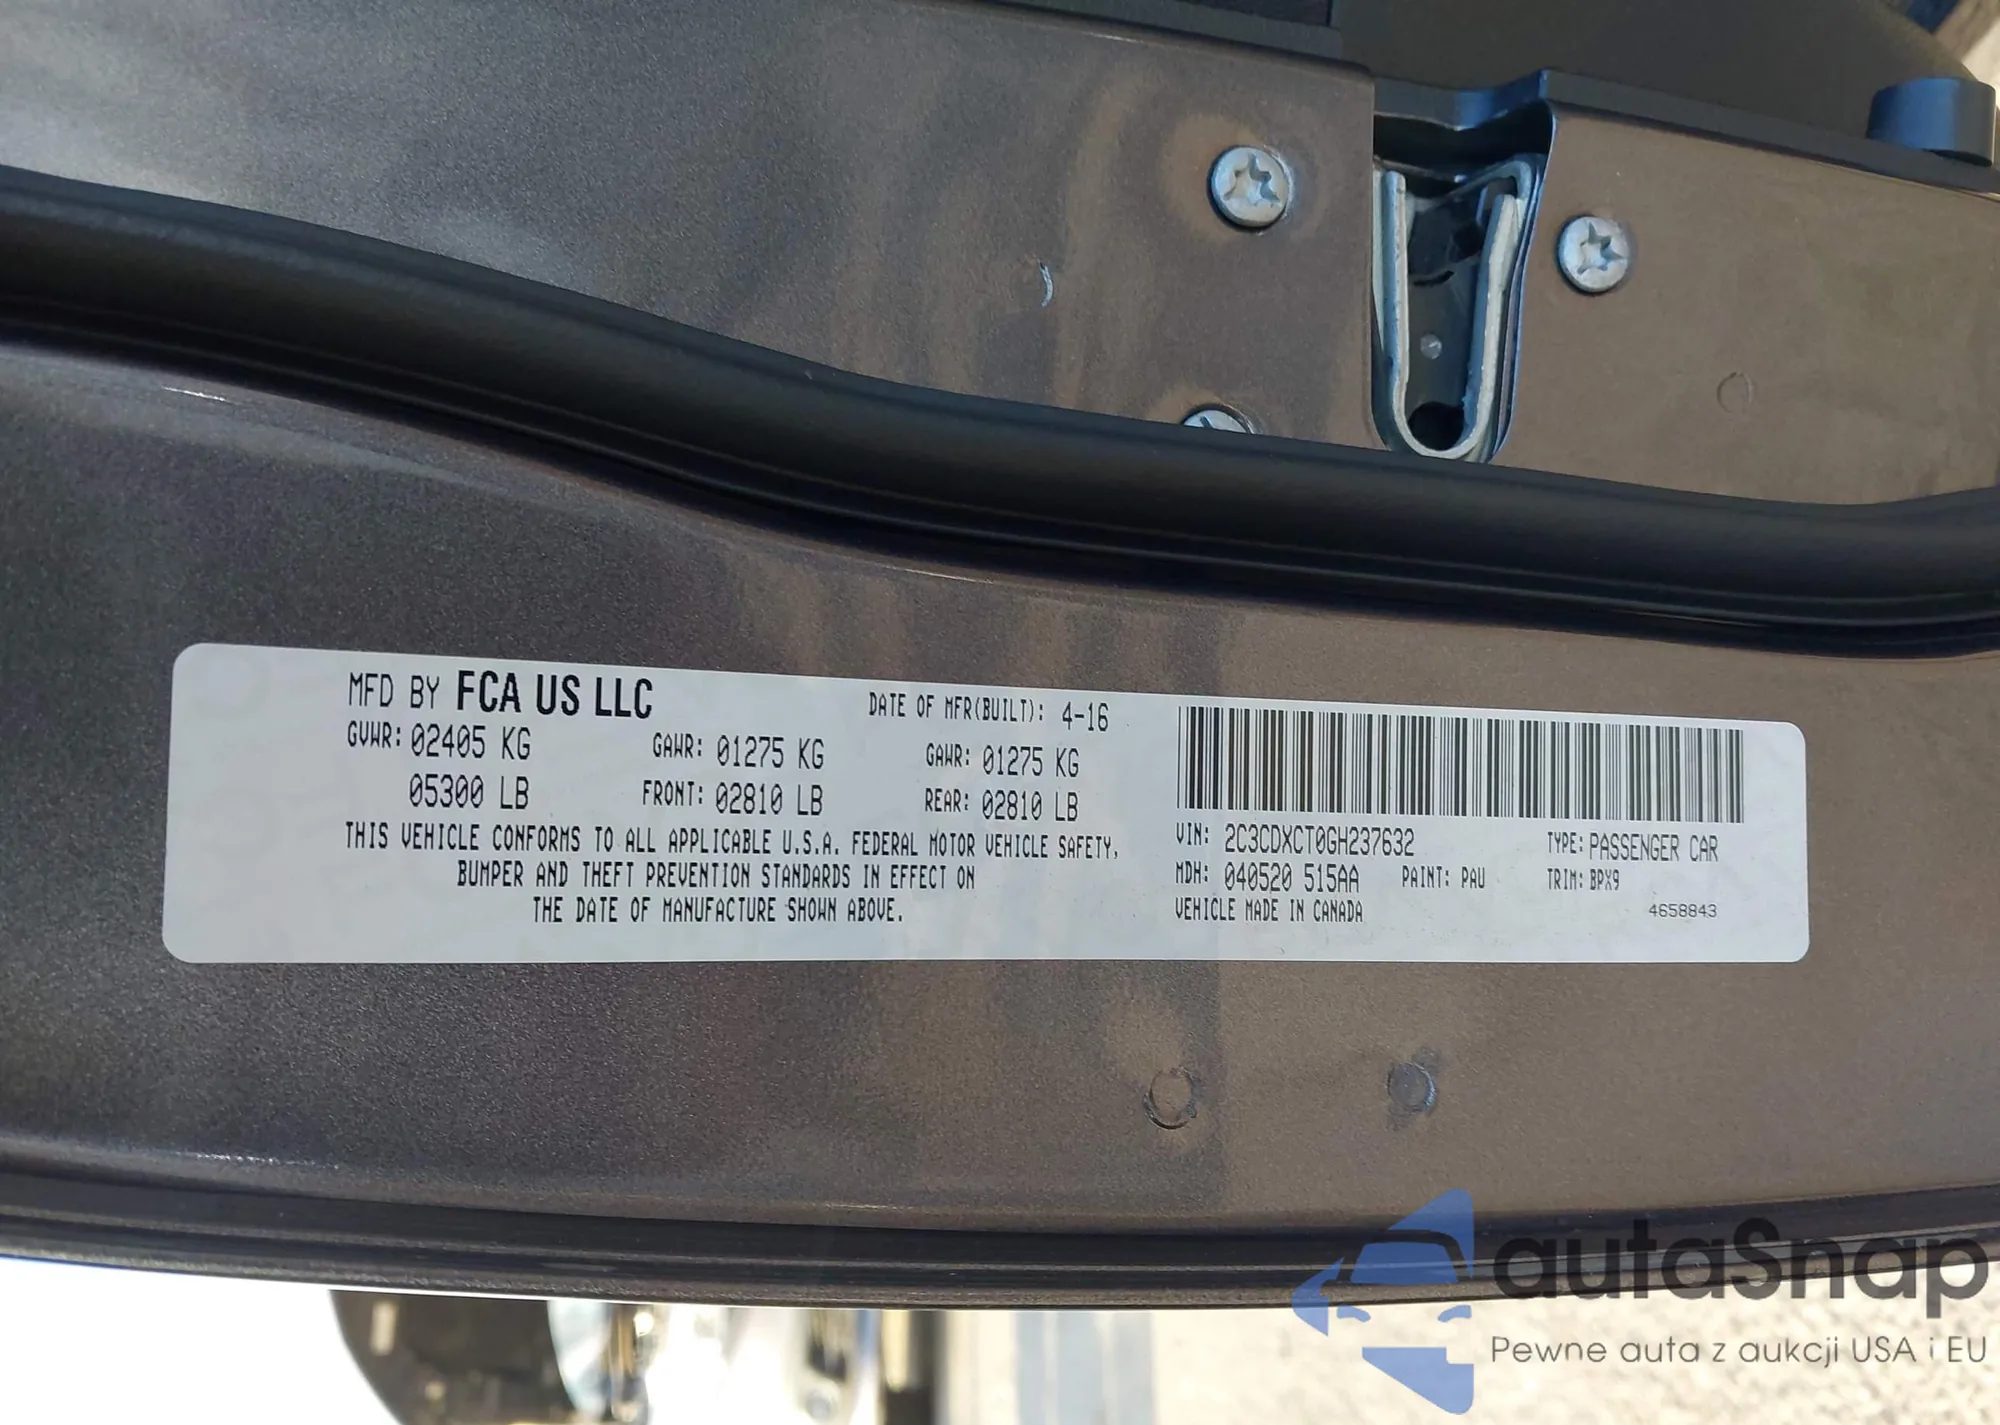 MFD BY FCA US LLC DATE OF MFR(BUILT): 4-16
GVWR: 02405 KG GAWR: 01275 KG GAWR: 01275 KG
05300 LB FRONT: 02810 LB REAR: 02810 LB
THIS VEHICLE CONFORMS TO ALL APPLICABLE U.S.A. FEDERAL MOTOR VEHICLE SAFETY,
BUMPER AND THEFT PREVENTION STANDARDS IN EFFECT ON
THE DATE OF MANUFACTURE SHOWN ABOVE.
VIN: 2C3CDXCT0GH237632 TYPE: PASSENGER CAR
MDH: 040520 515AA PAINT: PAU TRIM: BPX9
VEHICLE MADE IN CANADA 4658843
autaSnap
Pewne auta z aukcji USA i EU